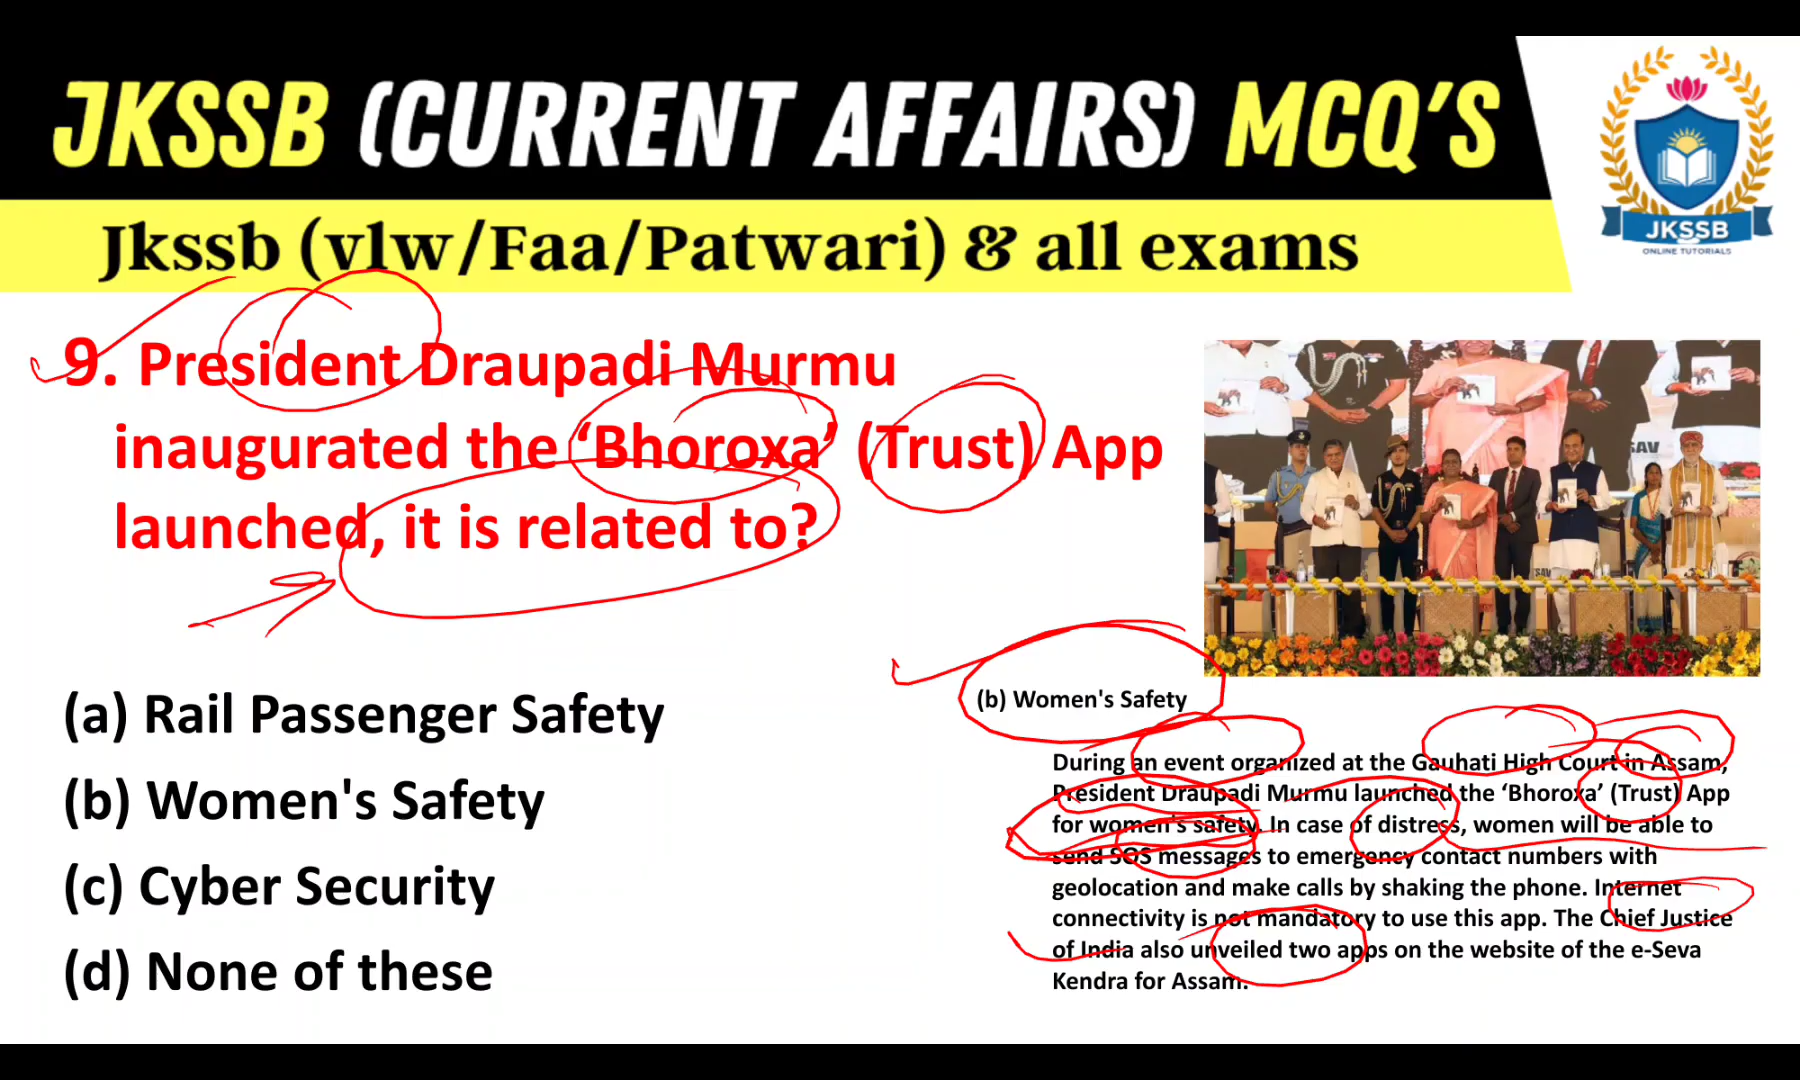 JKSSB (CURRENT AFFAIRS) MCQ'S
Jkssb (vlw/Faa/Patwari) & all exams
JKSSB
ONLINE TUTORIALS
9. President Draupadi Murmu
inaugurated the ‘Bhoroxa’ (Trust) App
launched, it is related to?
(a) Rail Passenger Safety
(b) Women's Safety
(c) Cyber Security
(d) None of these
SAV
SAV
(b) Women's Safety
During an event organized at the Gauhati High Court in Assam,
President Draupadi Murmu launched the ‘Bhoroxa’ (Trust) App
for women's safety. In case of distress, women will be able to
send SOS messages to emergency contact numbers with
geolocation and make calls by shaking the phone. Internet
connectivity is not mandatory to use this app. The Chief Justice
of India also unveiled two apps on the website of the e-Seva
Kendra for Assam.